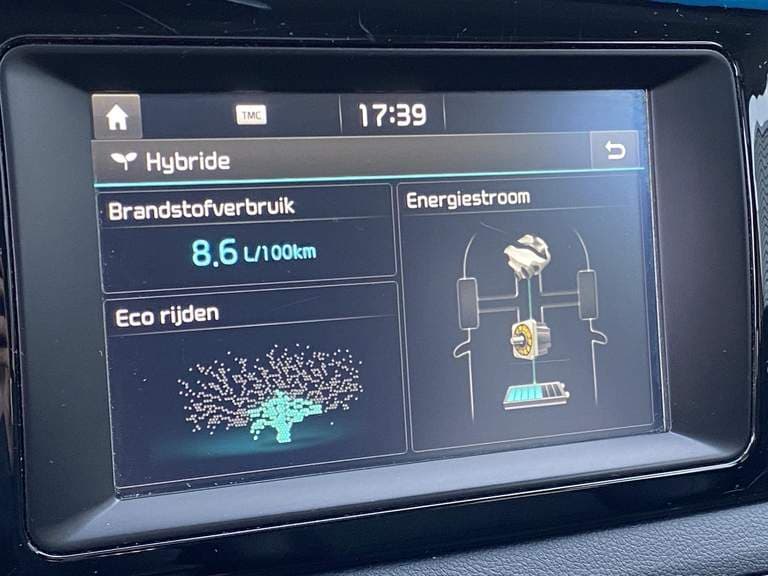 TMC
17:39
Hybride
Brandstofverbruik
8.6 L/100km
Energiestroom
Eco rijden